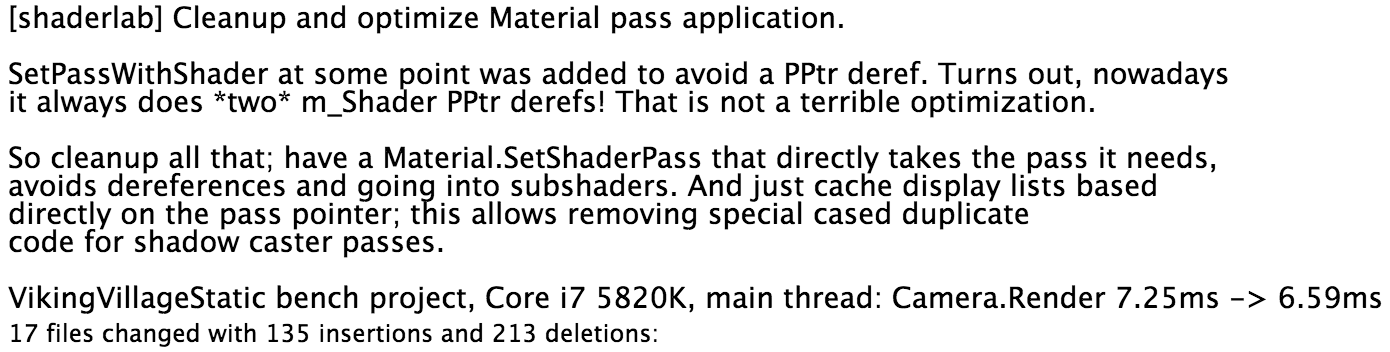 [shaderlab] Cleanup and optimize Material pass application.
SetPassWithShader at some point was added to avoid a PPtr deref. Turns out, nowadays
it always does *two* m_Shader PPtr derefs! That is not a terrible optimization.
So cleanup all that; have a Material.SetShaderPass that directly takes the pass it needs,
avoids dereferences and going into subshaders. And just cache display lists based
directly on the pass pointer; this allows removing special cased duplicate
code for shadow caster passes.
VikingVillageStatic bench project, Core i7 5820K, main thread: Camera.Render 7.25ms -> 6.59ms
17 files changed with 135 insertions and 213 deletions: